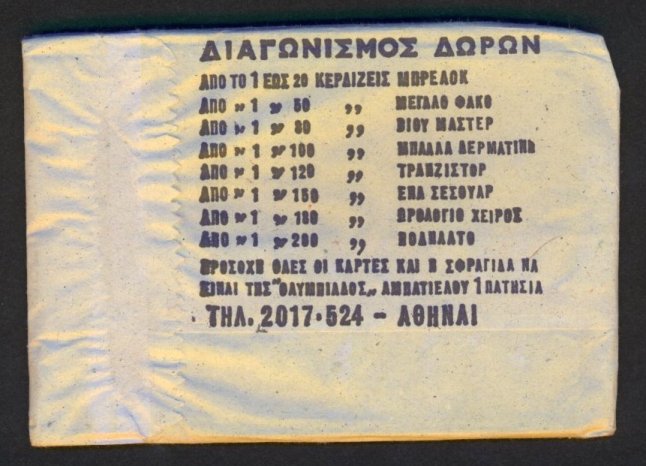 ΔΙΑΓΩΝΙΣΜΟΣ ΔΩΡΩΝ
ΑΠΟ ΤΟ 1 ΕΩΣ 20 ΚΕΡΔΙΖΕΙΣ ΜΠΡΕΛΟΚ
ΑΠΟ » 1 » 50 ,, ΜΕΓΑΛΟ ΦΑΚΟ
ΑΠΟ » 1 » 80 ,, ΒΙΟΥ ΜΑΣΤΕΡ
ΑΠΟ » 1 » 100 ,, ΜΠΑΛΛΑ ΔΕΡΜΑΤΙΝΗ
ΑΠΟ » 1 » 120 ,, ΤΡΑΝΖΙΣΤΟΡ
ΑΠΟ » 1 » 150 ,, ΕΝΑ ΣΕΣΟΥΑΡ
ΑΠΟ » 1 » 180 ,, ΩΡΟΛΟΓΙΟ ΧΕΙΡΟΣ
ΑΠΟ » 1 » 200 ,, ΠΟΔΗΛΑΤΟ
ΠΡΟΣΟΧΗ ΟΛΕΣ ΟΙ ΚΑΡΤΕΣ ΚΑΙ Η ΣΦΡΑΓΙΔΑ ΝΑ
ΕΙΝΑΙ ΤΗΣ "ΟΛΥΜΠΙΑΔΟΣ,, ΑΜΠΑΤΙΕΛΟΥ 1 ΠΑΤΗΣΙΑ
ΤΗΛ. 2017·524 - ΑΘΗΝΑΙ